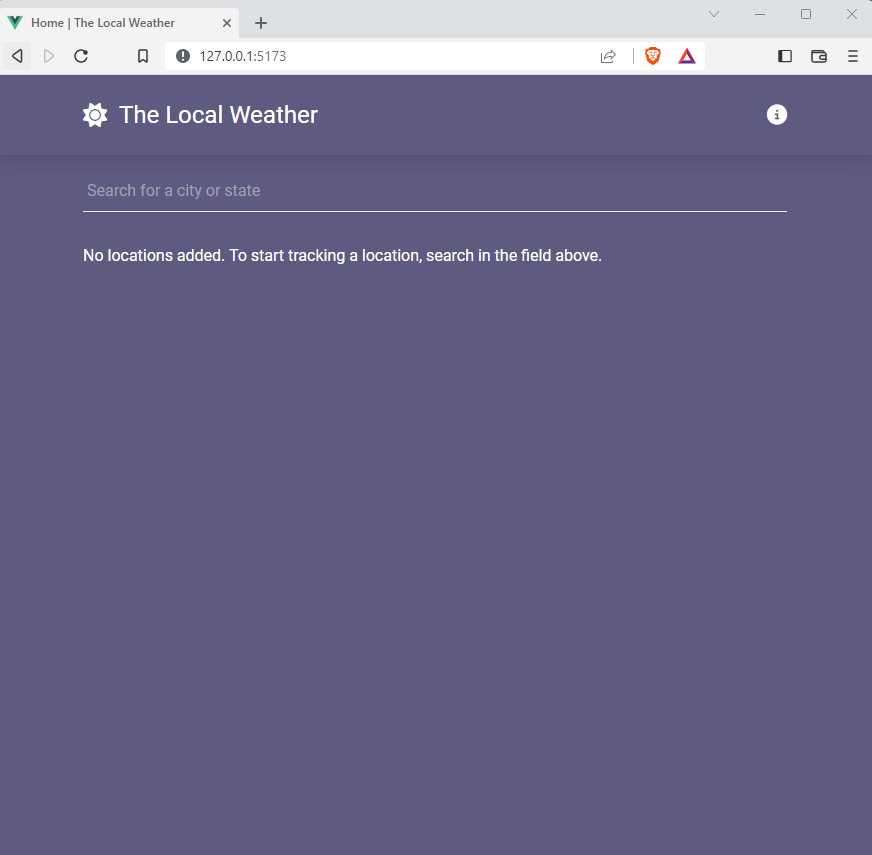 Home | The Local Weather
127.0.0.1:5173
The Local Weather
Search for a city or state
No locations added. To start tracking a location, search in the field above.